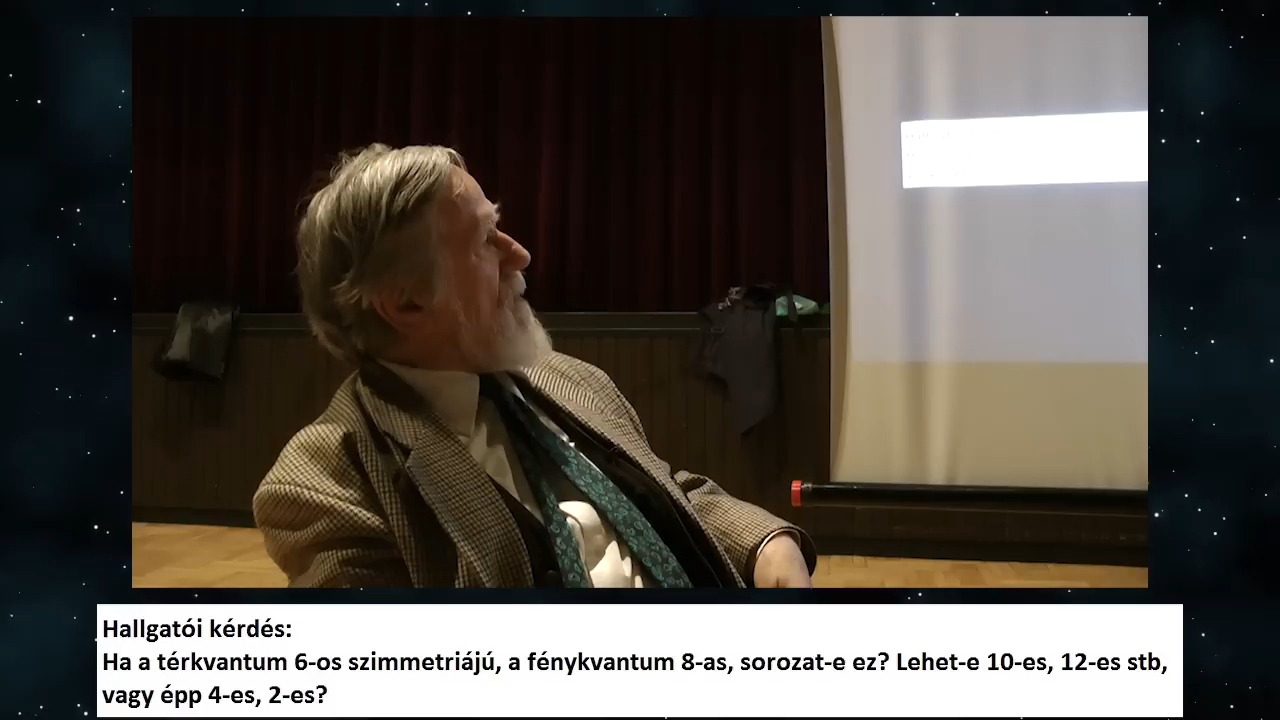 Hallgatói kérdés:
Ha a térkvantum 6-os szimmetriájú, a fénykvantum 8-as, sorozat-e ez? Lehet-e 10-es, 12-es stb,
vagy épp 4-es, 2-es?